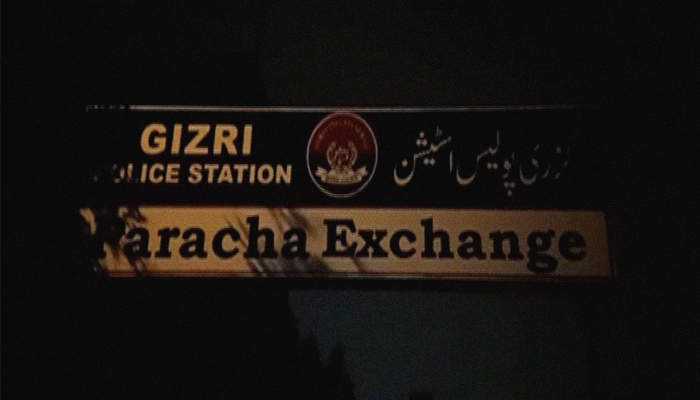 GIZRI
POLICE STATION
گزری پولیس اسٹیشن
Paracha Exchange